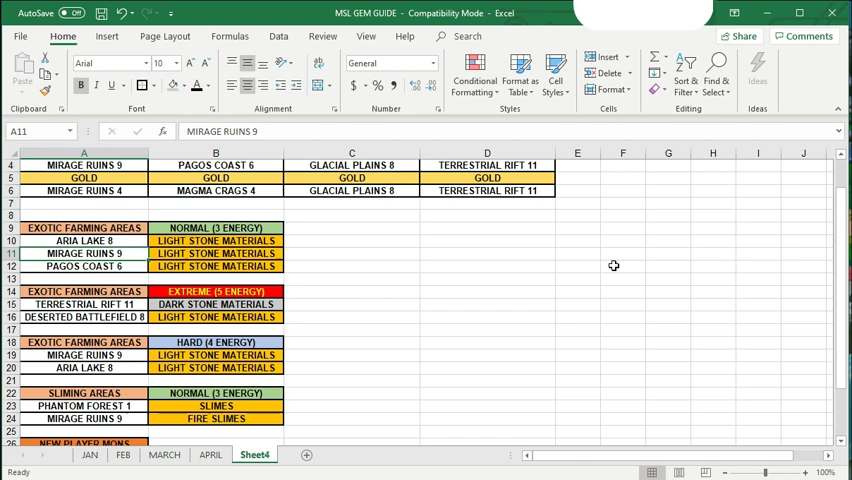 AutoSave Off MSL GEM GUIDE - Compatibility Mode - Excel
File Home Insert Page Layout Formulas Data Review View Help Search Share Comments
Paste Arial 10 General Conditional Formatting Format as Table Cell Styles Insert Delete Format Sort & Filter Find & Select Ideas
Clipboard Font Alignment Number Styles Cells Editing Ideas
A11 fx MIRAGE RUINS 9
A B C D E F G H I J
4 MIRAGE RUINS 9 PAGOS COAST 6 GLACIAL PLAINS 8 TERRESTRIAL RIFT 11
5 GOLD GOLD GOLD GOLD
6 MIRAGE RUINS 4 MAGMA CRAGS 4 GLACIAL PLAINS 8 TERRESTRIAL RIFT 11
7
8
9 EXOTIC FARMING AREAS NORMAL (3 ENERGY)
10 ARIA LAKE 8 LIGHT STONE MATERIALS
11 MIRAGE RUINS 9 LIGHT STONE MATERIALS
12 PAGOS COAST 6 LIGHT STONE MATERIALS
13
14 EXOTIC FARMING AREAS EXTREME (5 ENERGY)
15 TERRESTRIAL RIFT 11 DARK STONE MATERIALS
16 DESERTED BATTLEFIELD 8 LIGHT STONE MATERIALS
17
18 EXOTIC FARMING AREAS HARD (4 ENERGY)
19 MIRAGE RUINS 9 LIGHT STONE MATERIALS
20 ARIA LAKE 8 LIGHT STONE MATERIALS
21
22 SLIMING AREAS NORMAL (3 ENERGY)
23 PHANTOM FOREST 1 SLIMES
24 MIRAGE RUINS 9 FIRE SLIMES
25
26 NEW PLAYER MONS
JAN FEB MARCH APRIL Sheet4
Ready 100%